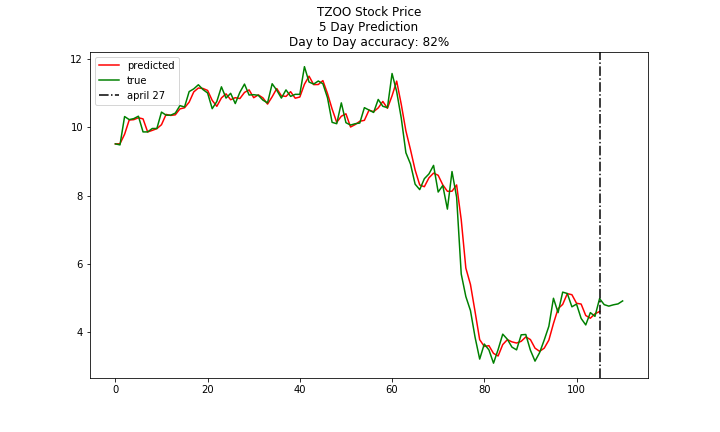 TZOO Stock Price
5 Day Prediction
Day to Day accuracy: 82%
predicted
true
april 27
12
10
8
6
4
0
20
40
60
80
100